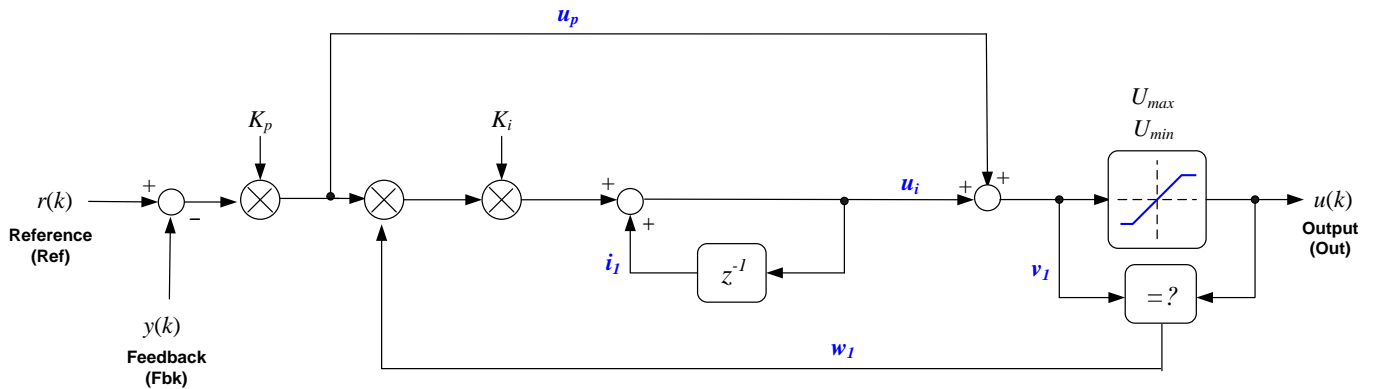 u_p
U_max
U_min
K_p
K_i
+
r(k)
−
Reference
(Ref)
+
+
u_i
+
+
u(k)
Output
(Out)
i_1
z^-1
v_1
=?
y(k)
Feedback
(Fbk)
w_1